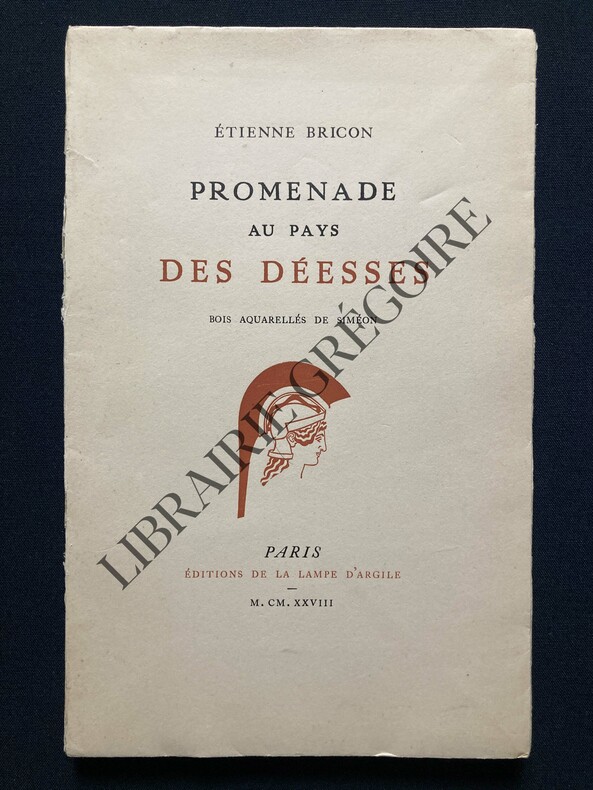 ÉTIENNE BRICON
PROMENADE
AU PAYS
DES DÉESSES
BOIS AQUARELLÉS DE SIMÉON
LIBRAIRIE GRÉGOIRE
PARIS
ÉDITIONS DE LA LAMPE D'ARGILE
—
M. CM. XXVIII